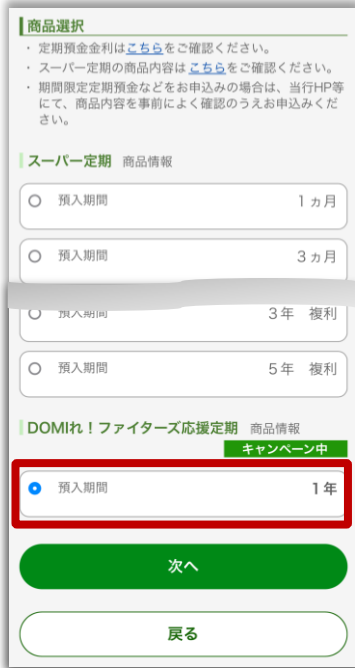 商品選択
・ 定期預金金利はこちらをご確認ください。
・ スーパー定期の商品内容はこちらをご確認ください。
・ 期間限定定期預金などをお申込みの場合は、当行HP等
にて、商品内容を事前によく確認のうえお申込みくだ
さい。
スーパー定期 商品情報
預入期間 1ヵ月
預入期間 3ヵ月
預入期間 3年 複利
預入期間 5年 複利
DOMIれ！ファイターズ応援定期 商品情報
キャンペーン中
預入期間 1年
次へ
戻る